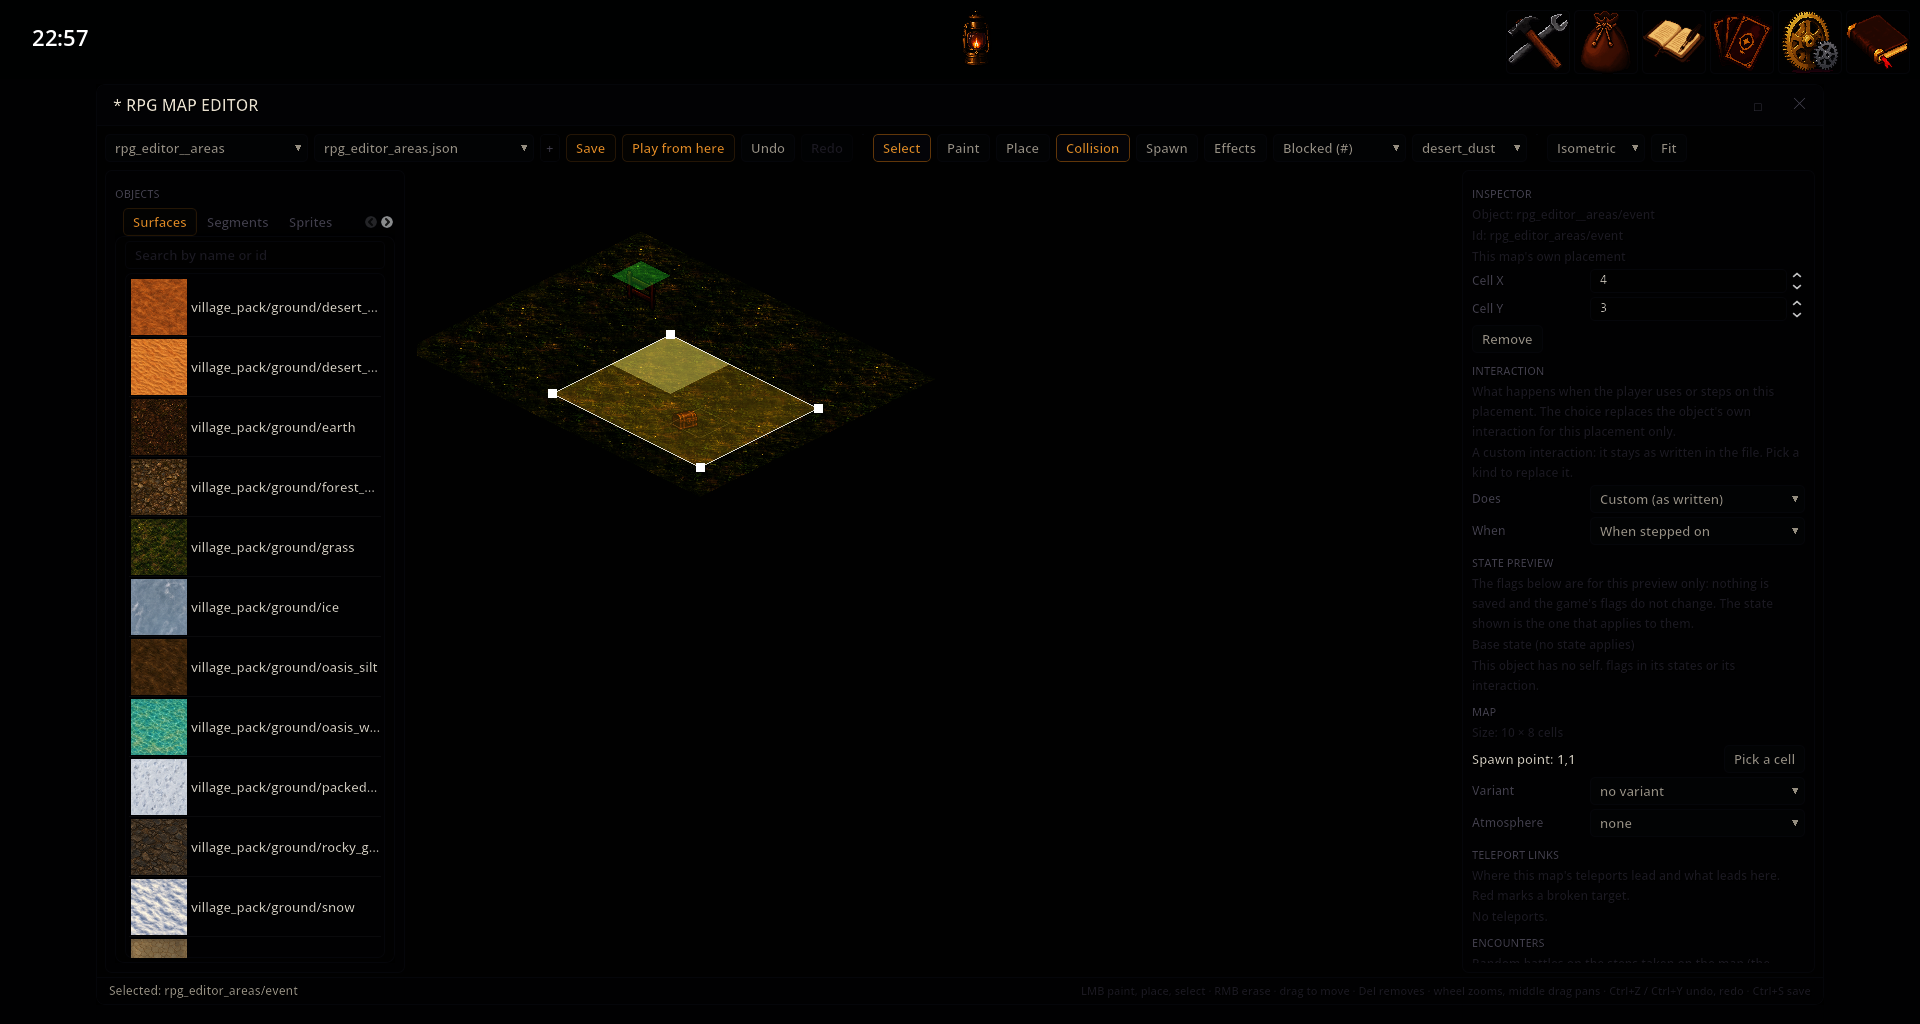 22:57
* RPG MAP EDITOR
rpg_editor__areas
rpg_editor_areas.json
+
Save
Play from here
Undo
Redo
Select
Paint
Place
Collision
Spawn
Effects
Blocked (#)
desert_dust
Isometric
Fit
OBJECTS
Surfaces
Segments
Sprites
Search by name or id
village_pack/ground/desert_...
village_pack/ground/desert_...
village_pack/ground/earth
village_pack/ground/forest_...
village_pack/ground/grass
village_pack/ground/ice
village_pack/ground/oasis_silt
village_pack/ground/oasis_w...
village_pack/ground/packed...
village_pack/ground/rocky_g...
village_pack/ground/snow
INSPECTOR
Object: rpg_editor__areas/event
Id: rpg_editor_areas/event
This map's own placement
Cell X
4
Cell Y
3
Remove
INTERACTION
What happens when the player uses or steps on this
placement. The choice replaces the object's own
interaction for this placement only.
A custom interaction: it stays as written in the file. Pick a
kind to replace it.
Does
Custom (as written)
When
When stepped on
STATE PREVIEW
The flags below are for this preview only: nothing is
saved and the game's flags do not change. The state
shown is the one that applies to them.
Base state (no state applies)
This object has no self. flags in its states or its
interaction.
MAP
Size: 10 × 8 cells
Spawn point: 1,1
Pick a cell
Variant
no variant
Atmosphere
none
TELEPORT LINKS
Where this map's teleports lead and what leads here.
Red marks a broken target.
No teleports.
ENCOUNTERS
Random battles on the steps taken on the map (the
Selected: rpg_editor_areas/event
LMB paint, place, select · RMB erase · drag to move · Del removes · wheel zooms, middle drag pans · Ctrl+Z / Ctrl+Y undo, redo · Ctrl+S save